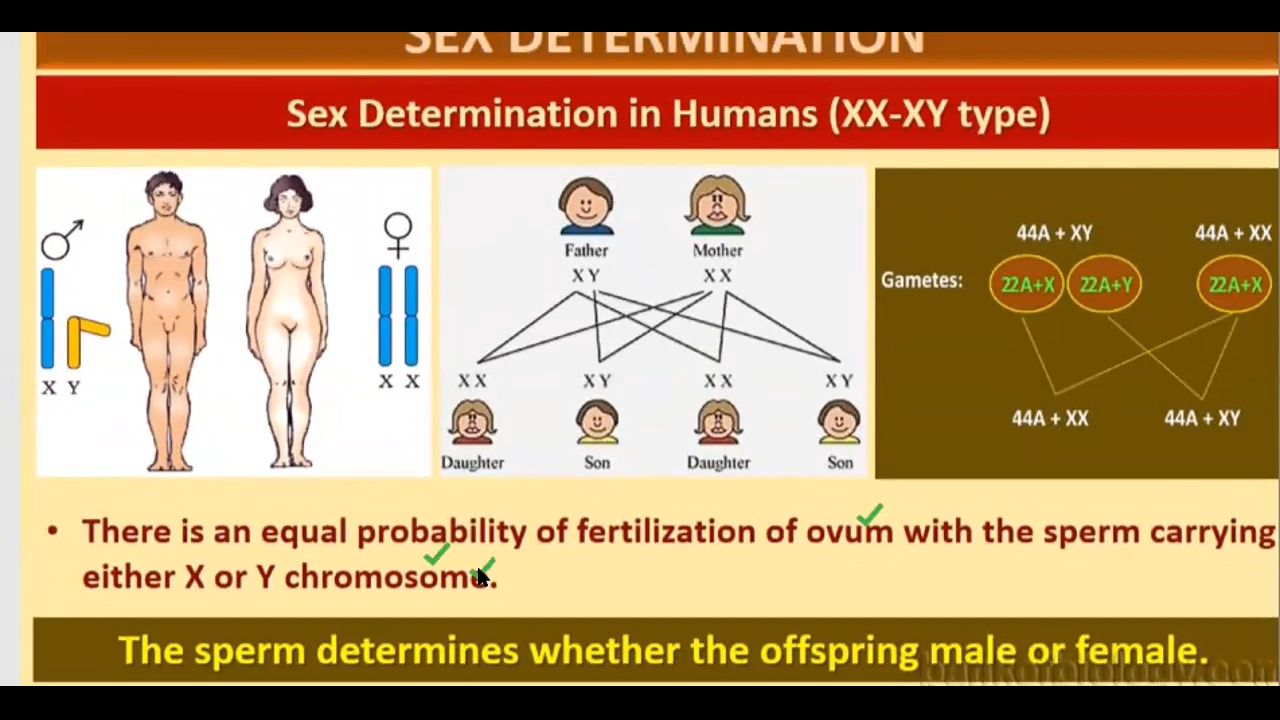 SEX DETERMINATION
Sex Determination in Humans (XX-XY type)
X Y
X X
Father
Mother
X Y
X X
X X
X Y
X X
X Y
Daughter
Son
Daughter
Son
44A + XY
44A + XX
Gametes:
22A+X
22A+Y
22A+X
44A + XX
44A + XY
• There is an equal probability of fertilization of ovum with the sperm carrying
either X or Y chromosome.
The sperm determines whether the offspring male or female.